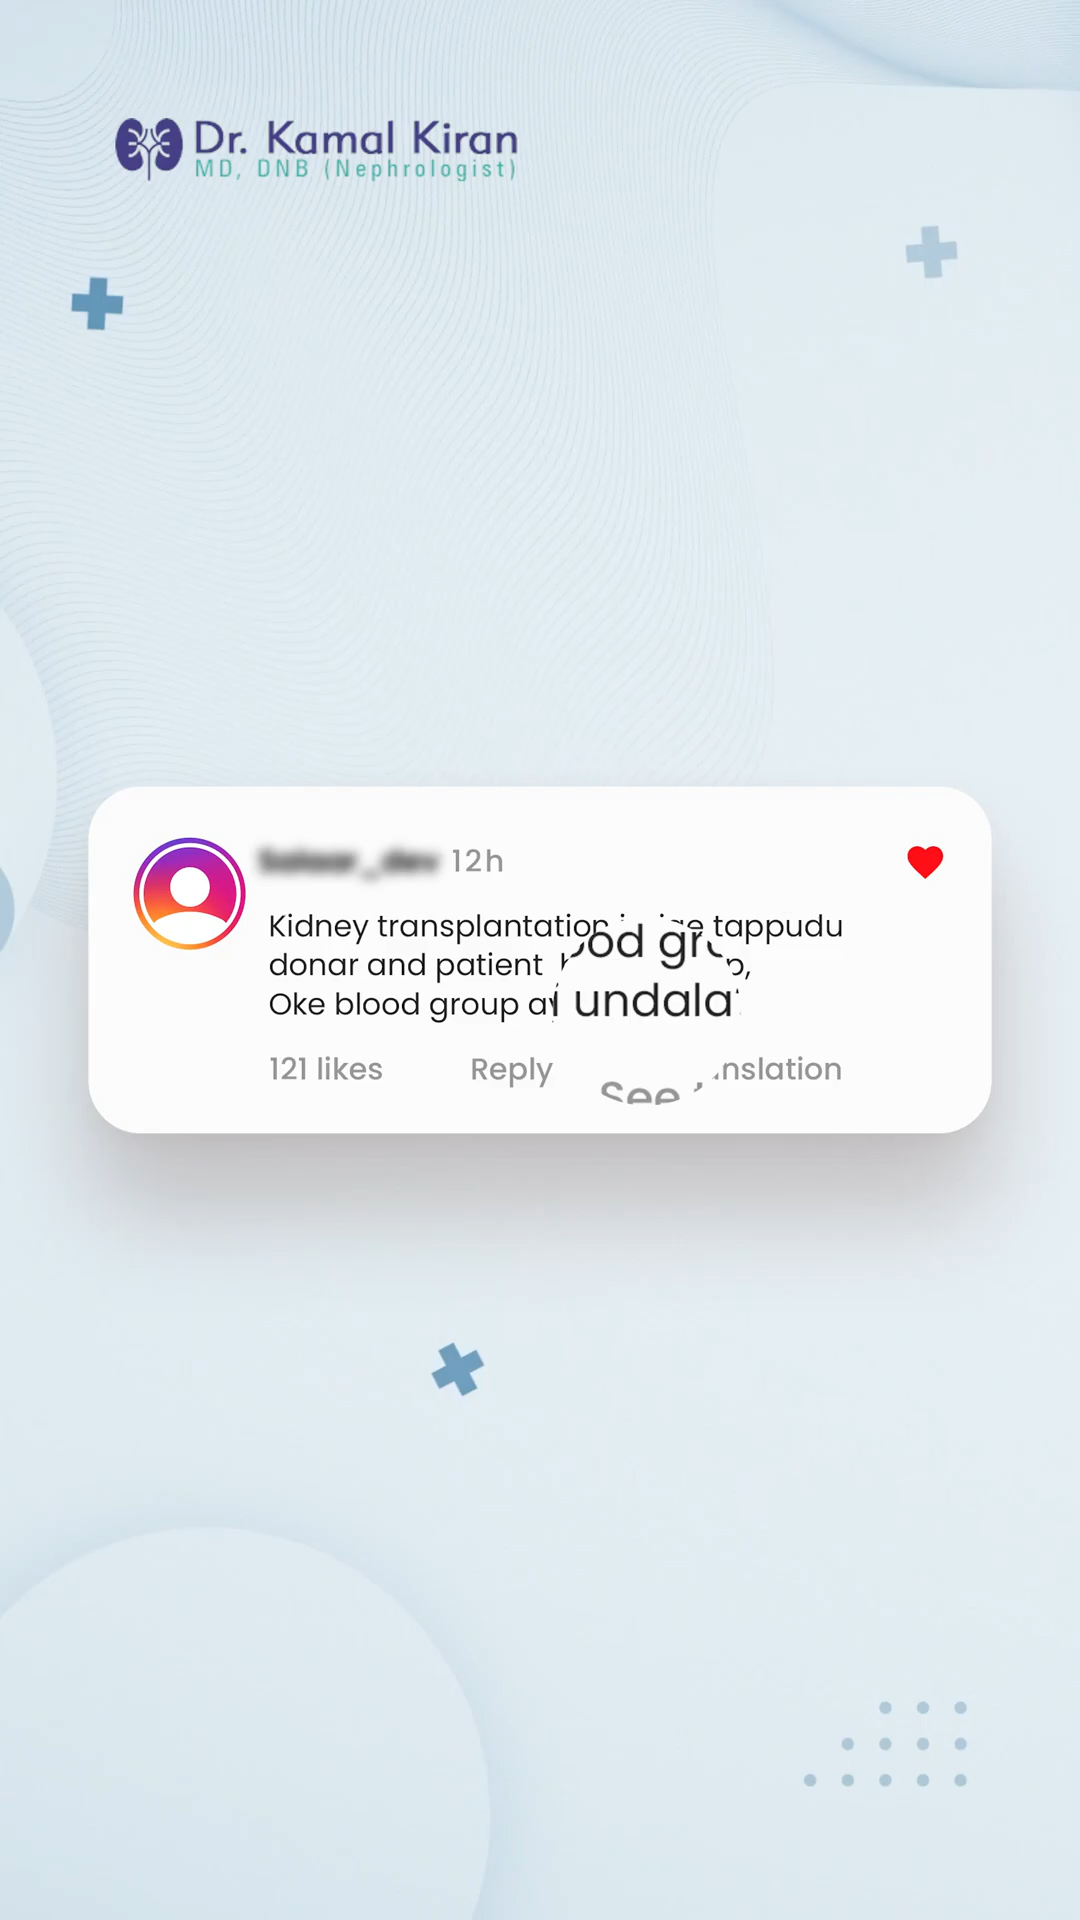 Dr. Kamal Kiran
MD, DNB (Nephrologist)
12h
Kidney transplantation tappudu
donar and patient
Oke blood group undala
121 likes Reply See